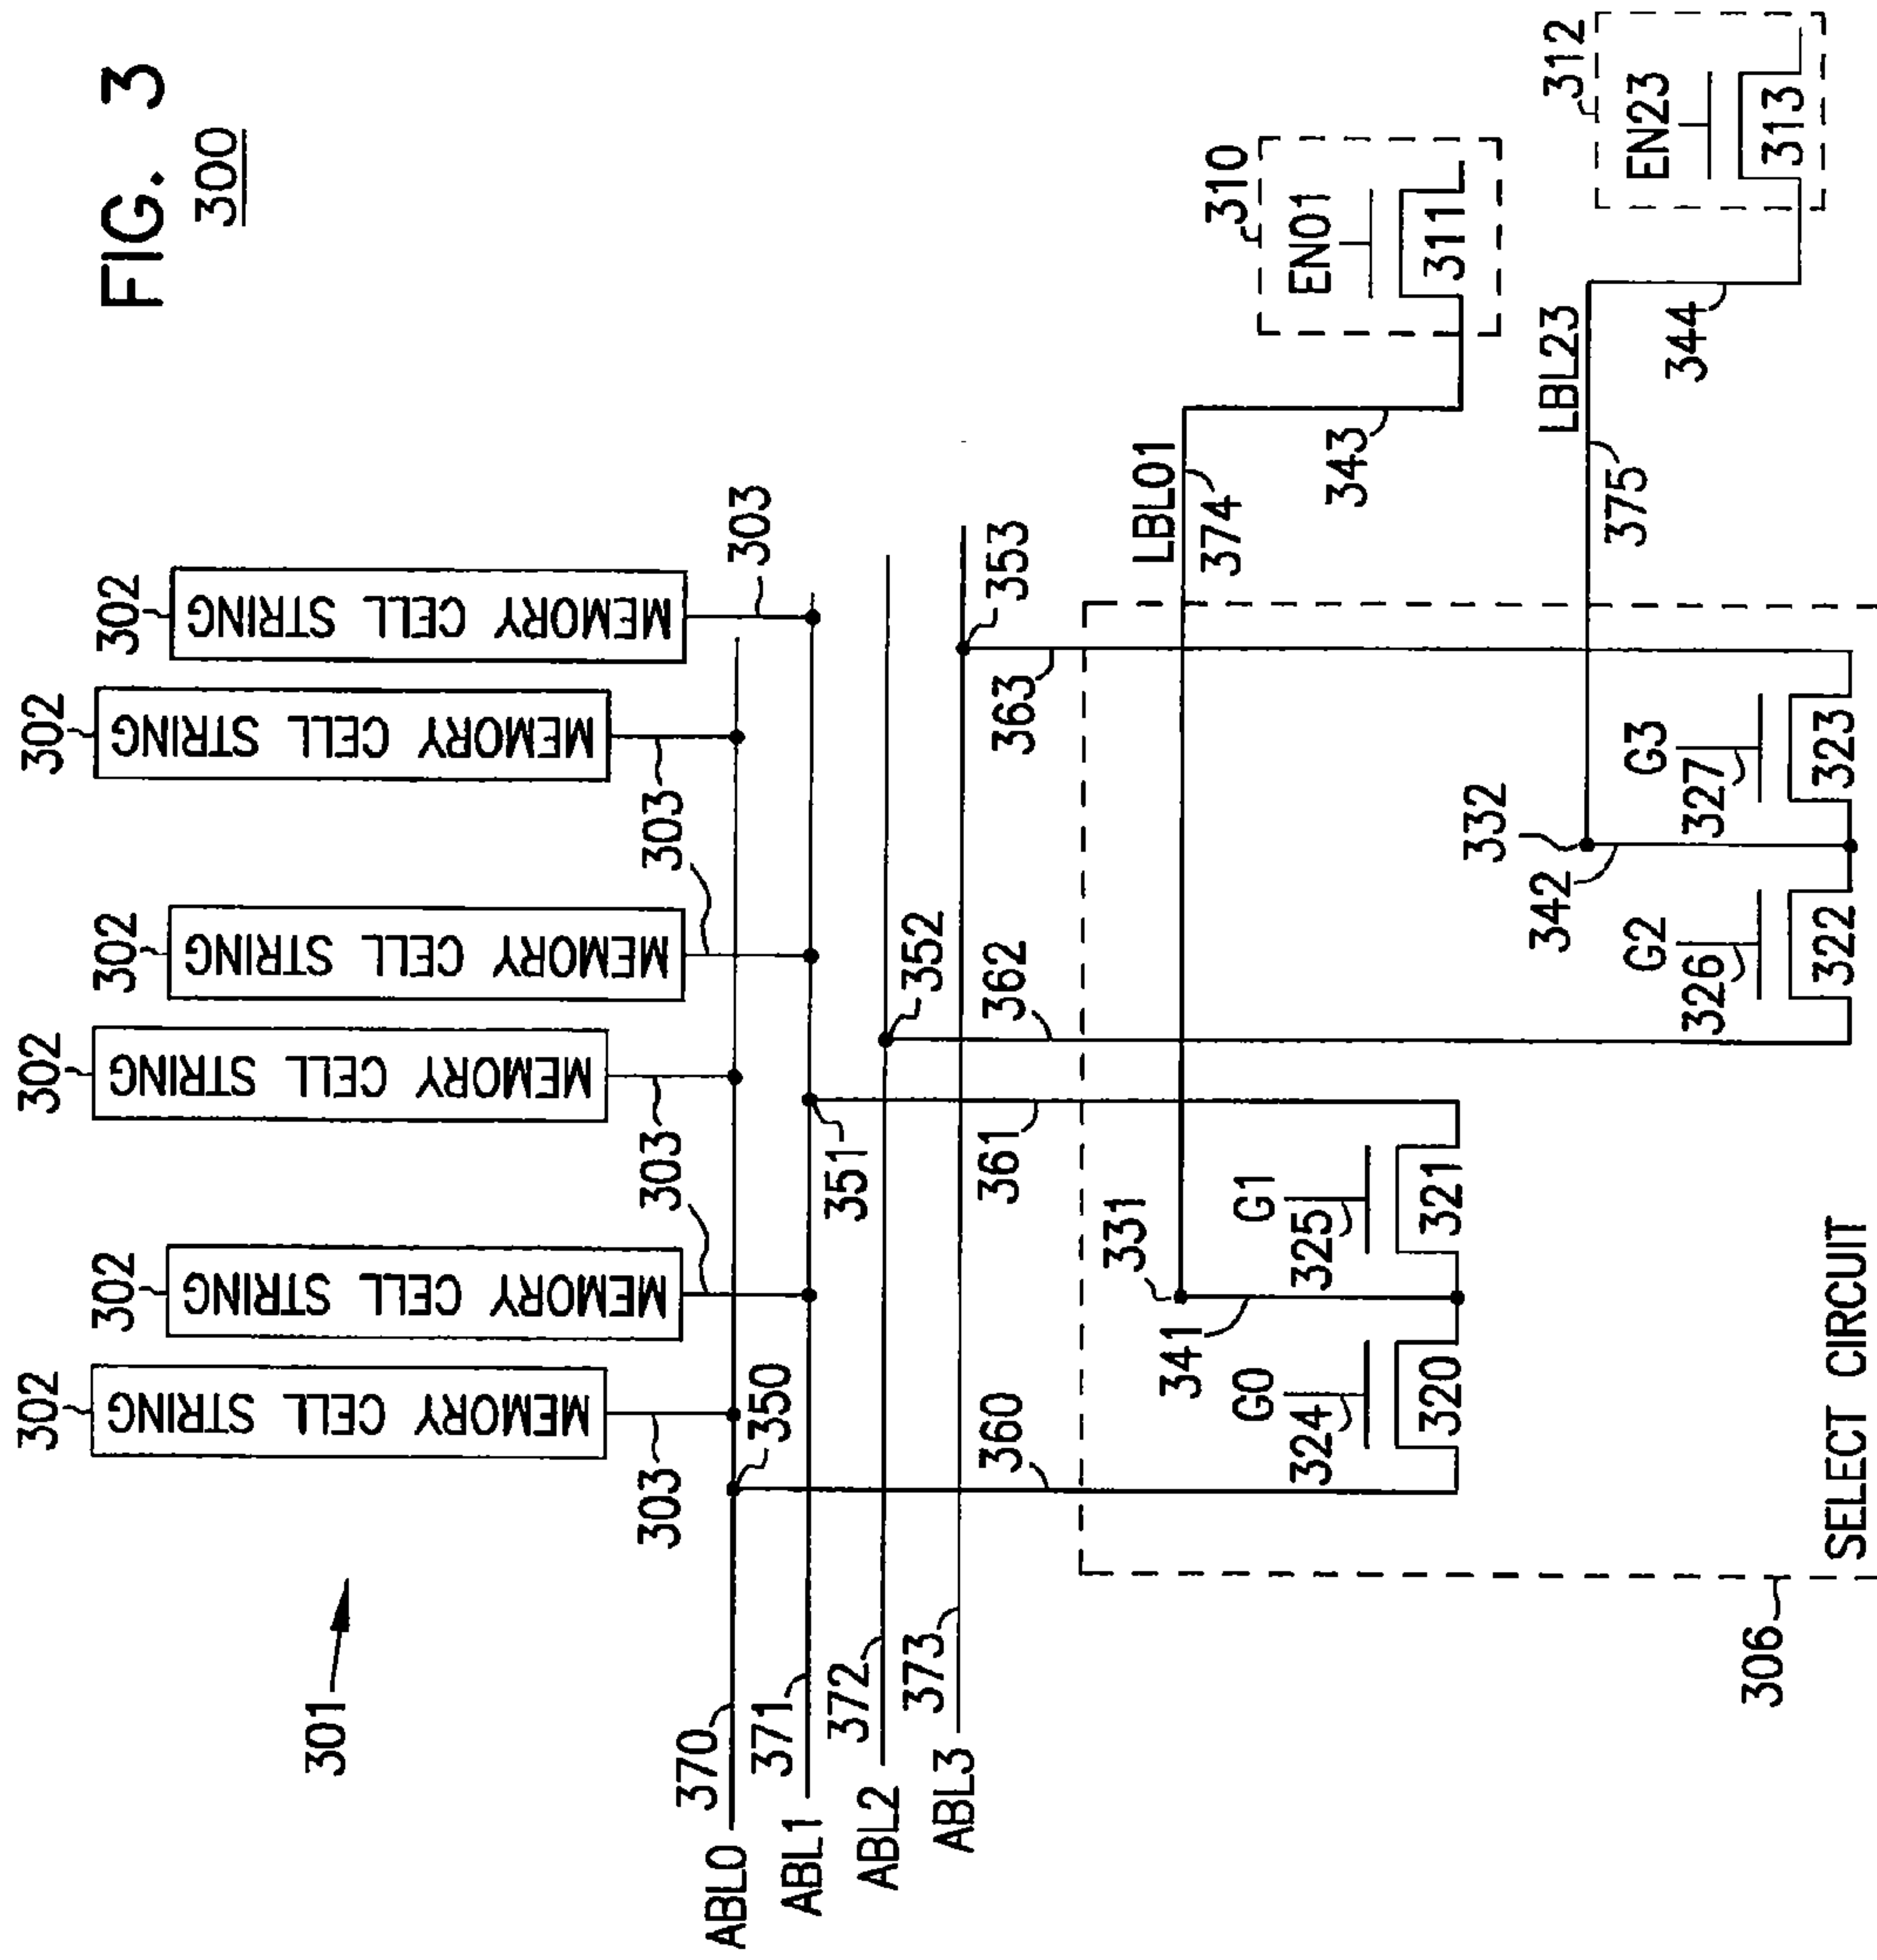 FIG. 3
300
302
302
302
302
302
302
MEMORY CELL STRING
MEMORY CELL STRING
MEMORY CELL STRING
MEMORY CELL STRING
MEMORY CELL STRING
MEMORY CELL STRING
301
303
303
303
303
303
303
ABL0
370
350
ABL1
371
351
ABL2
372
352
ABL3
373
353
360
361
362
363
LBL01
374
343
310
EN01
311
331
341
G0
324
320
G1
325
321
LBL23
375
344
312
EN23
313
332
342
G2
326
322
G3
327
323
306
SELECT CIRCUIT